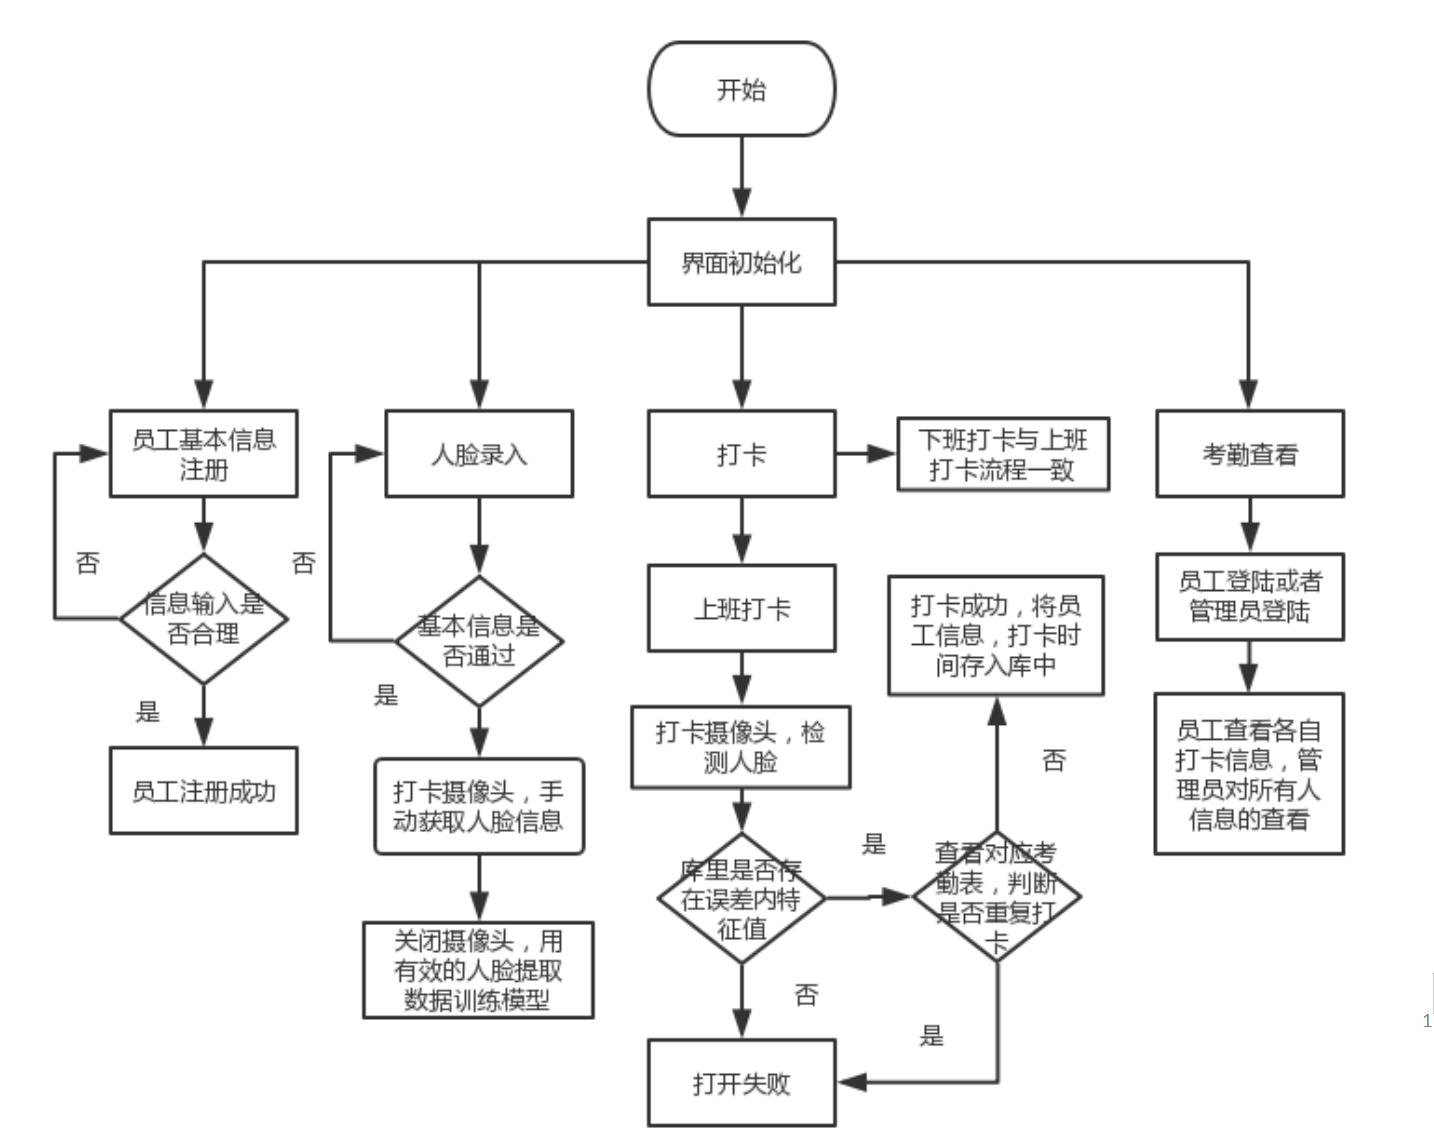 开始
界面初始化
员工基本信息
注册
否
信息输入是
否合理
是
员工注册成功
人脸录入
否
基本信息是
否通过
是
打卡摄像头，手
动获取人脸信息
关闭摄像头，用
有效的人脸提取
数据训练模型
打卡
下班打卡与上班
打卡流程一致
上班打卡
打卡摄像头，检
测人脸
库里是否存
在误差内特
征值
是
否
查看对应考
勤表，判断
是否重复打
卡
否
打卡成功，将员
工信息，打卡时
间存入库中
是
打开失败
考勤查看
员工登陆或者
管理员登陆
员工查看各自
打卡信息，管
理员对所有人
信息的查看
1